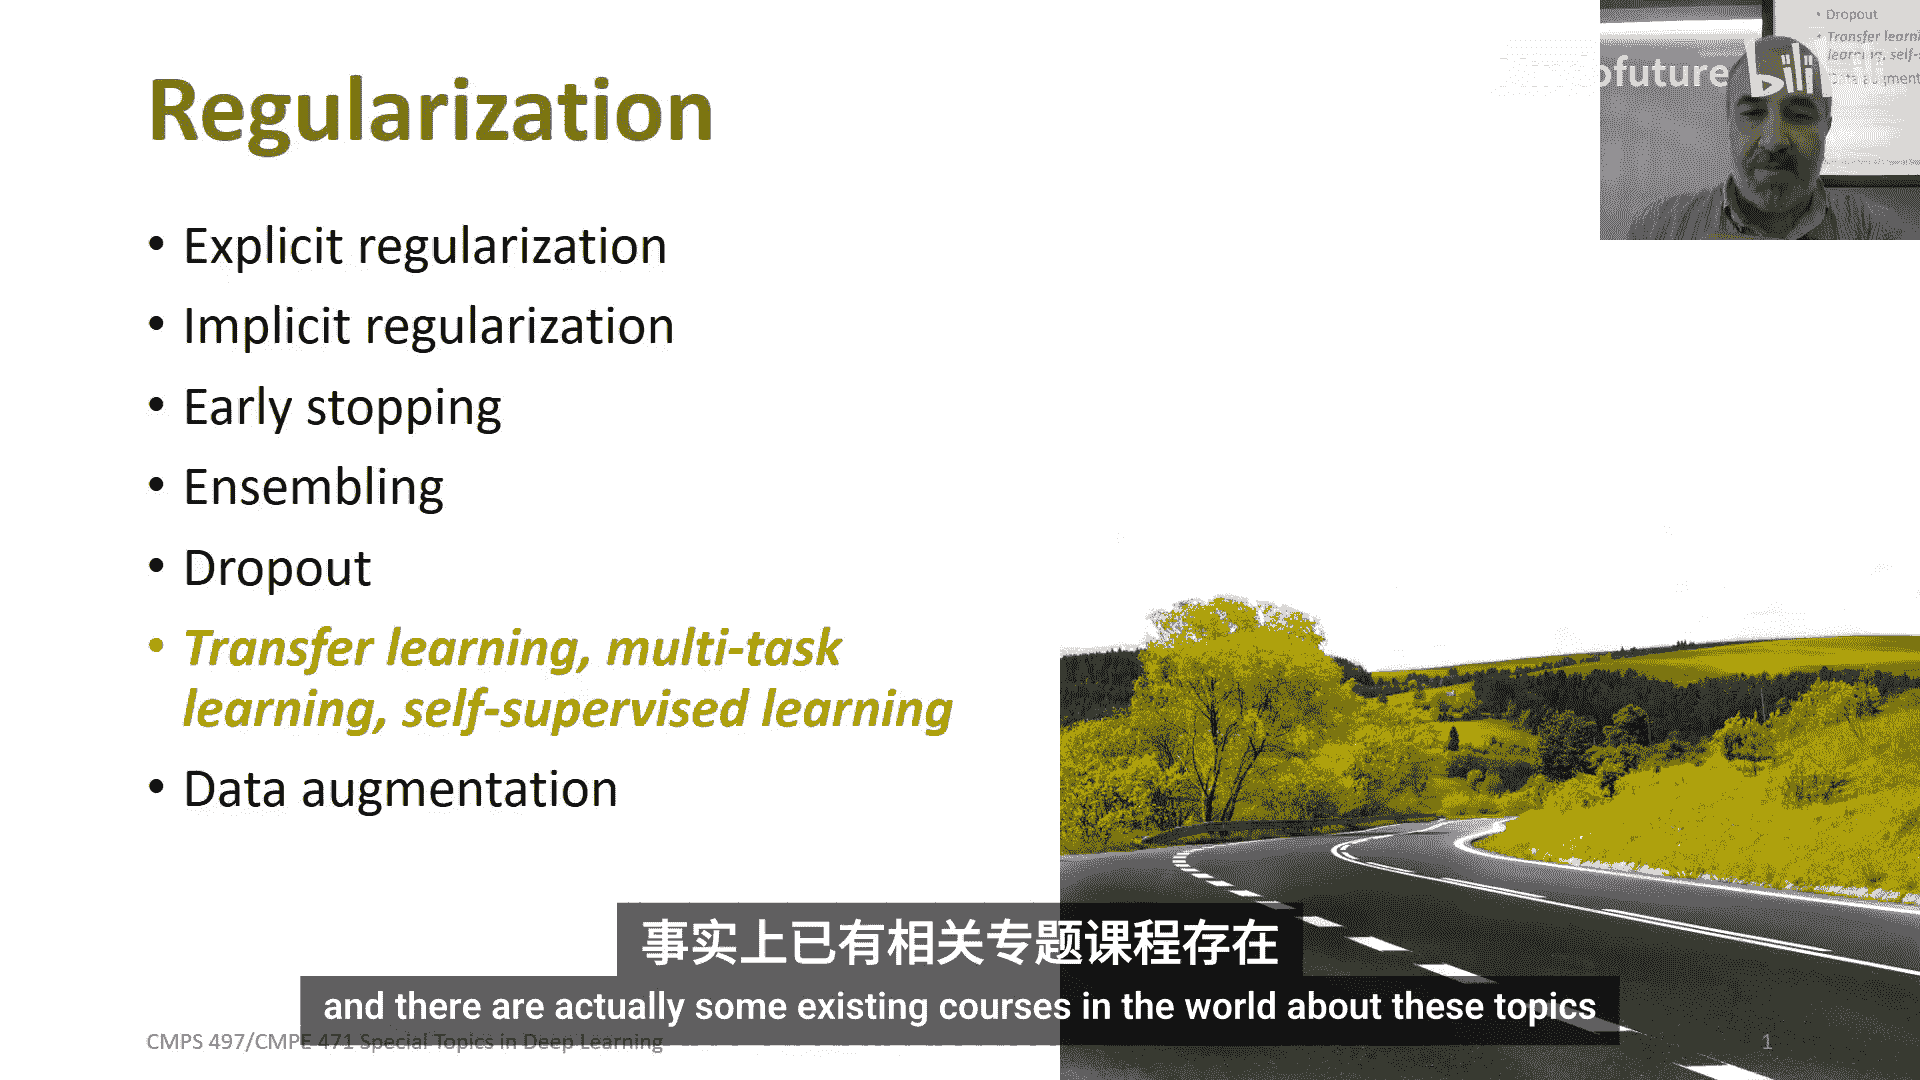 Regularization
• Explicit regularization
• Implicit regularization
• Early stopping
• Ensembling
• Dropout
• Transfer learning, multi-task
learning, self-supervised learning
• Data augmentation
• Dropout
bili
事实上已有相关专题课程存在
and there are actually some existing courses in the world about these topics
CMPS 497/CMPE 471 Special Topics in Deep Learning
1